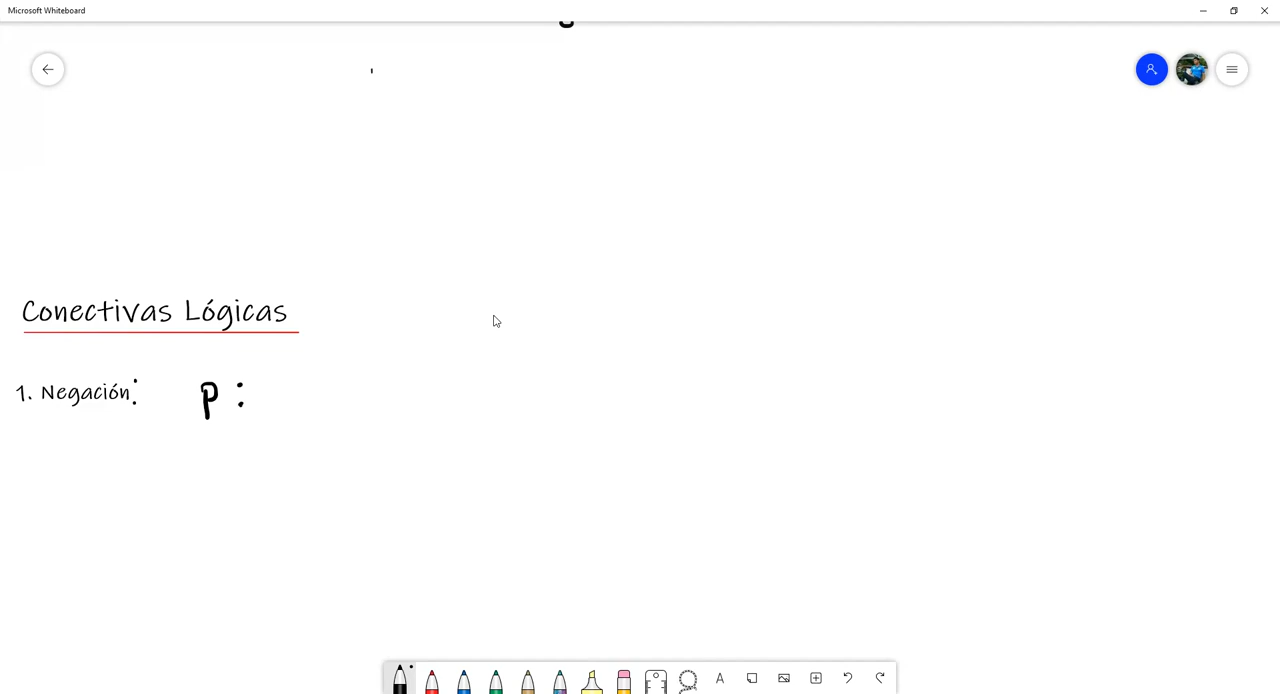 Microsoft Whiteboard
Conectivas Lógicas
1. Negación: p :
A